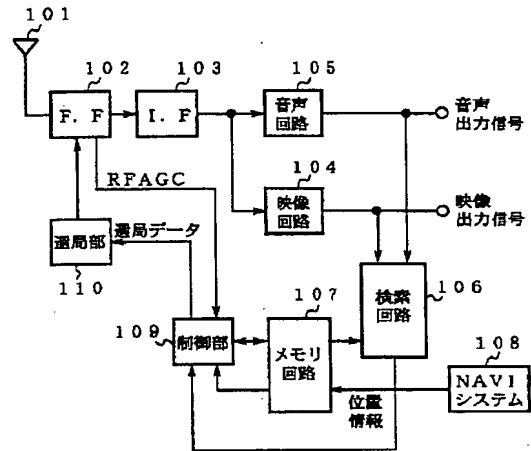 101
102
103
105
F. F
I. F
音声
回路
音声
出力信号
104
RFAGC
映像
回路
映像
出力信号
選局データ
選局部
110
107
検索
回路
106
109
制御部
メモリ
回路
108
NAVI
システム
位置
情報